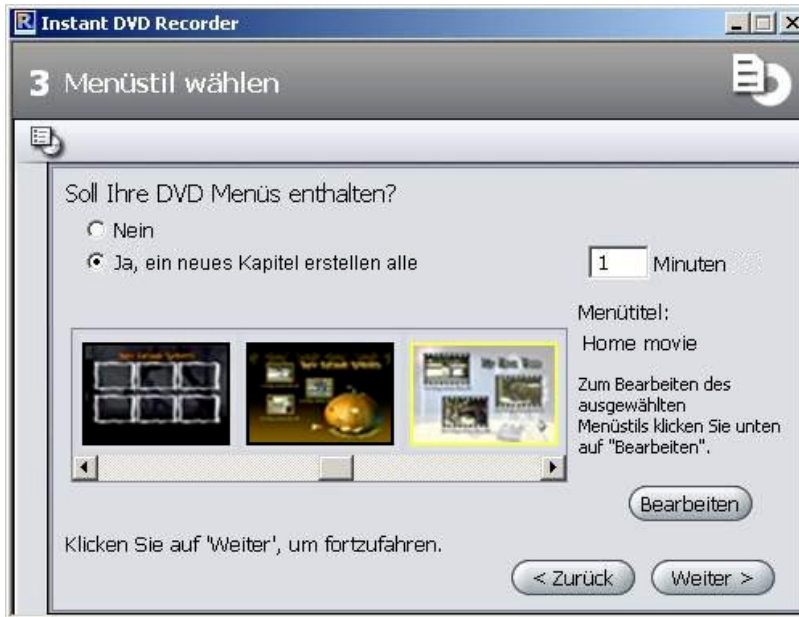 Instant DVD Recorder
3 Menüstil wählen
Soll Ihre DVD Menüs enthalten?
Nein
Ja, ein neues Kapitel erstellen alle
1 Minuten
Menütitel:
Home movie
Zum Bearbeiten des
ausgewählten
Menüstils klicken Sie unten
auf "Bearbeiten".
Bearbeiten
Klicken Sie auf 'Weiter', um fortzufahren.
< Zurück
Weiter >